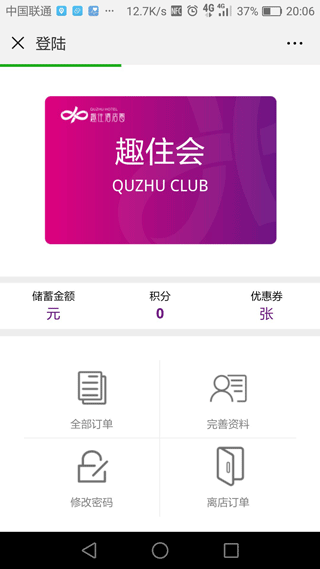 中国联通 ... 12.7K/s 4G 4G 37% 20:06
× 登陆 ...
QUZHU HOTEL
趣住酒店
趣住会
QUZHU CLUB
储蓄金额 积分 优惠券
元 0 张
全部订单 完善资料
修改密码 离店订单